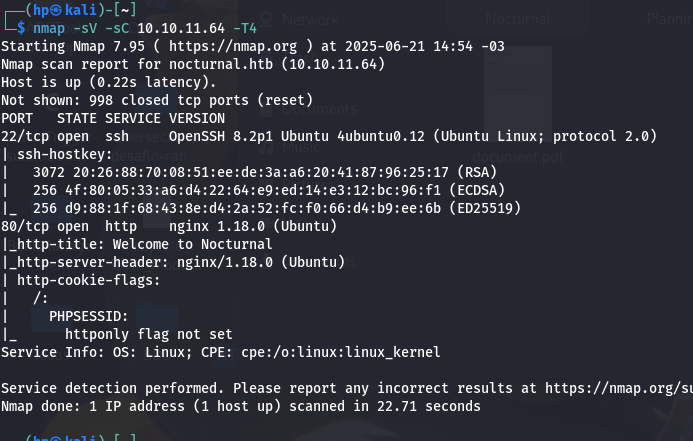 ┌──(hp㉿kali)-[~]
└─$ nmap -sV -sC 10.10.11.64 -T4
Starting Nmap 7.95 ( https://nmap.org ) at 2025-06-21 14:54 -03
Nmap scan report for nocturnal.htb (10.10.11.64)
Host is up (0.22s latency).
Not shown: 998 closed tcp ports (reset)
PORT   STATE SERVICE VERSION
22/tcp open  ssh     OpenSSH 8.2p1 Ubuntu 4ubuntu0.12 (Ubuntu Linux; protocol 2.0)
| ssh-hostkey:
|   3072 20:26:88:70:08:51:ee:de:3a:a6:20:41:87:96:25:17 (RSA)
|   256 4f:80:05:33:a6:d4:22:64:e9:ed:14:e3:12:bc:96:f1 (ECDSA)
|_  256 d9:88:1f:68:43:8e:d4:2a:52:fc:f0:66:d4:b9:ee:6b (ED25519)
80/tcp open  http    nginx 1.18.0 (Ubuntu)
|_http-title: Welcome to Nocturnal
|_http-server-header: nginx/1.18.0 (Ubuntu)
| http-cookie-flags:
|   /:
|     PHPSESSID:
|_      httponly flag not set
Service Info: OS: Linux; CPE: cpe:/o:linux:linux_kernel

Service detection performed. Please report any incorrect results at https://nmap.org/su
Nmap done: 1 IP address (1 host up) scanned in 22.71 seconds
┌──(hp㉿kali)-[~]
Network
Nocturnal
Documents
Music
document.pdf